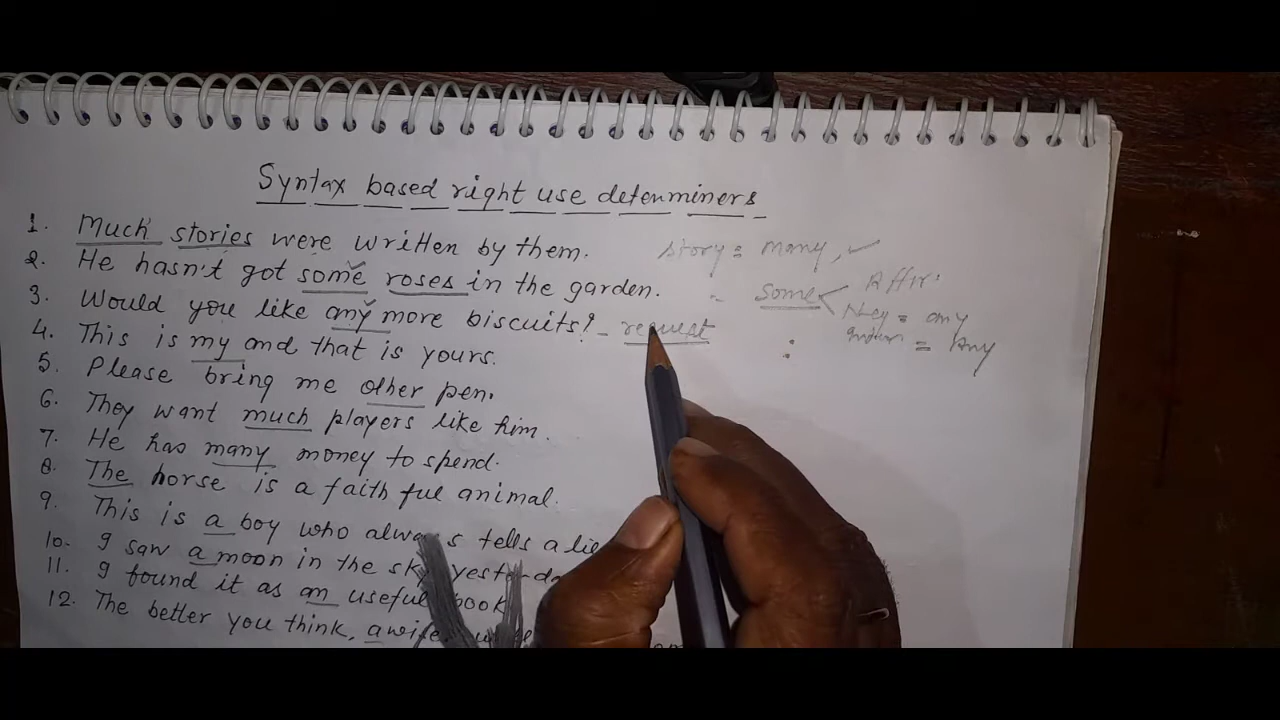 Syntax based right use determiners
1. Much stories were written by them. story = many, ✓
2. He hasn't got some roses in the garden. - some Affir.
3. Would you like any more biscuits? - request Neg = any
4. This is my and that is yours. = Any
5. Please bring me other pen.
6. They want much players like him.
7. He has many money to spend.
8. The horse is a faithful animal.
9. This is a boy who always tells a lie
10. I saw a moon in the sky
11. I found it as an useful book
12. The better you think, a